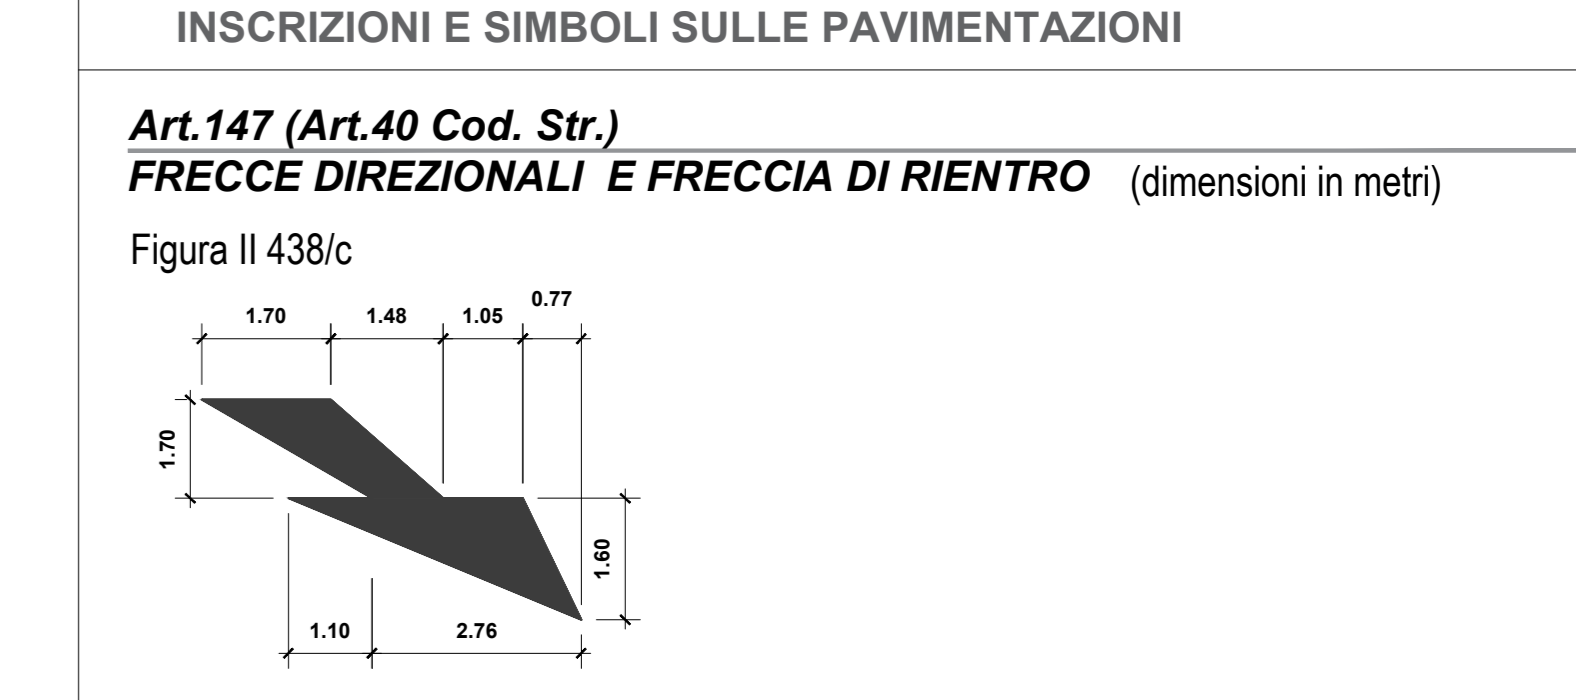 INSCRIZIONI E SIMBOLI SULLE PAVIMENTAZIONI
Art.147 (Art.40 Cod. Str.)
FRECCE DIREZIONALI E FRECCIA DI RIENTRO (dimensioni in metri)
Figura II 438/c
0.77
1.70 1.48 1.05
1.70
1.60
1.10 2.76